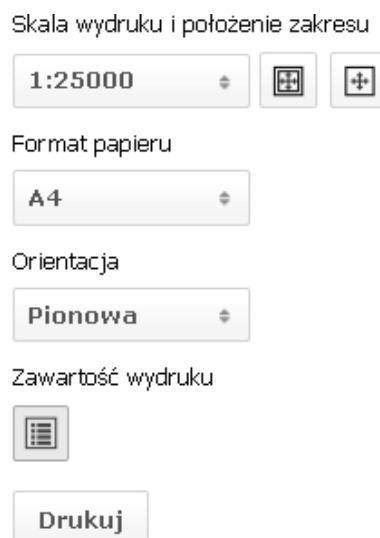 Skala wydruku i położenie zakresu
1:25000
Format papieru
A4
Orientacja
Pionowa
Zawartość wydruku
Drukuj